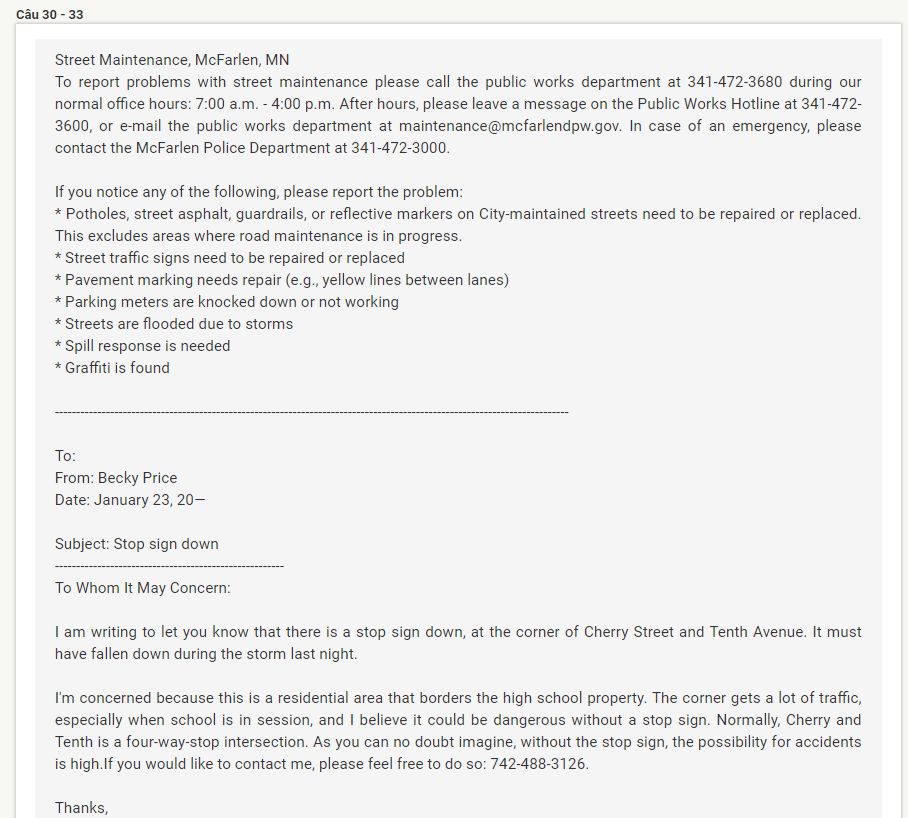 Câu 30 - 33
Street Maintenance, McFarlen, MN
To report problems with street maintenance please call the public works department at 341-472-3680 during our
normal office hours: 7:00 a.m. - 4:00 p.m. After hours, please leave a message on the Public Works Hotline at 341-472-
3600, or e-mail the public works department at maintenance@mcfarlendpw.gov. In case of an emergency, please
contact the McFarlen Police Department at 341-472-3000.
If you notice any of the following, please report the problem:
* Potholes, street asphalt, guardrails, or reflective markers on City-maintained streets need to be repaired or replaced.
This excludes areas where road maintenance is in progress.
* Street traffic signs need to be repaired or replaced
* Pavement marking needs repair (e.g., yellow lines between lanes)
* Parking meters are knocked down or not working
* Streets are flooded due to storms
* Spill response is needed
* Graffiti is found
--------------------------------------------------------------------------------------------------------------------------
To:
From: Becky Price
Date: January 23, 20—
Subject: Stop sign down
------------------------------------------------------
To Whom It May Concern:
I am writing to let you know that there is a stop sign down, at the corner of Cherry Street and Tenth Avenue. It must
have fallen down during the storm last night.
I'm concerned because this is a residential area that borders the high school property. The corner gets a lot of traffic,
especially when school is in session, and I believe it could be dangerous without a stop sign. Normally, Cherry and
Tenth is a four-way-stop intersection. As you can no doubt imagine, without the stop sign, the possibility for accidents
is high.If you would like to contact me, please feel free to do so: 742-488-3126.
Thanks,